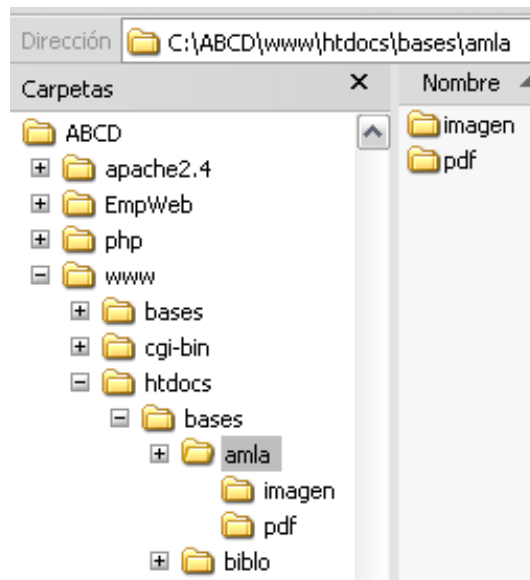 Dirección C:\ABCD\www\htdocs\bases\amla
Carpetas
Nombre
ABCD
apache2.4
EmpWeb
php
www
bases
cgi-bin
htdocs
bases
amla
imagen
pdf
biblo
imagen
pdf